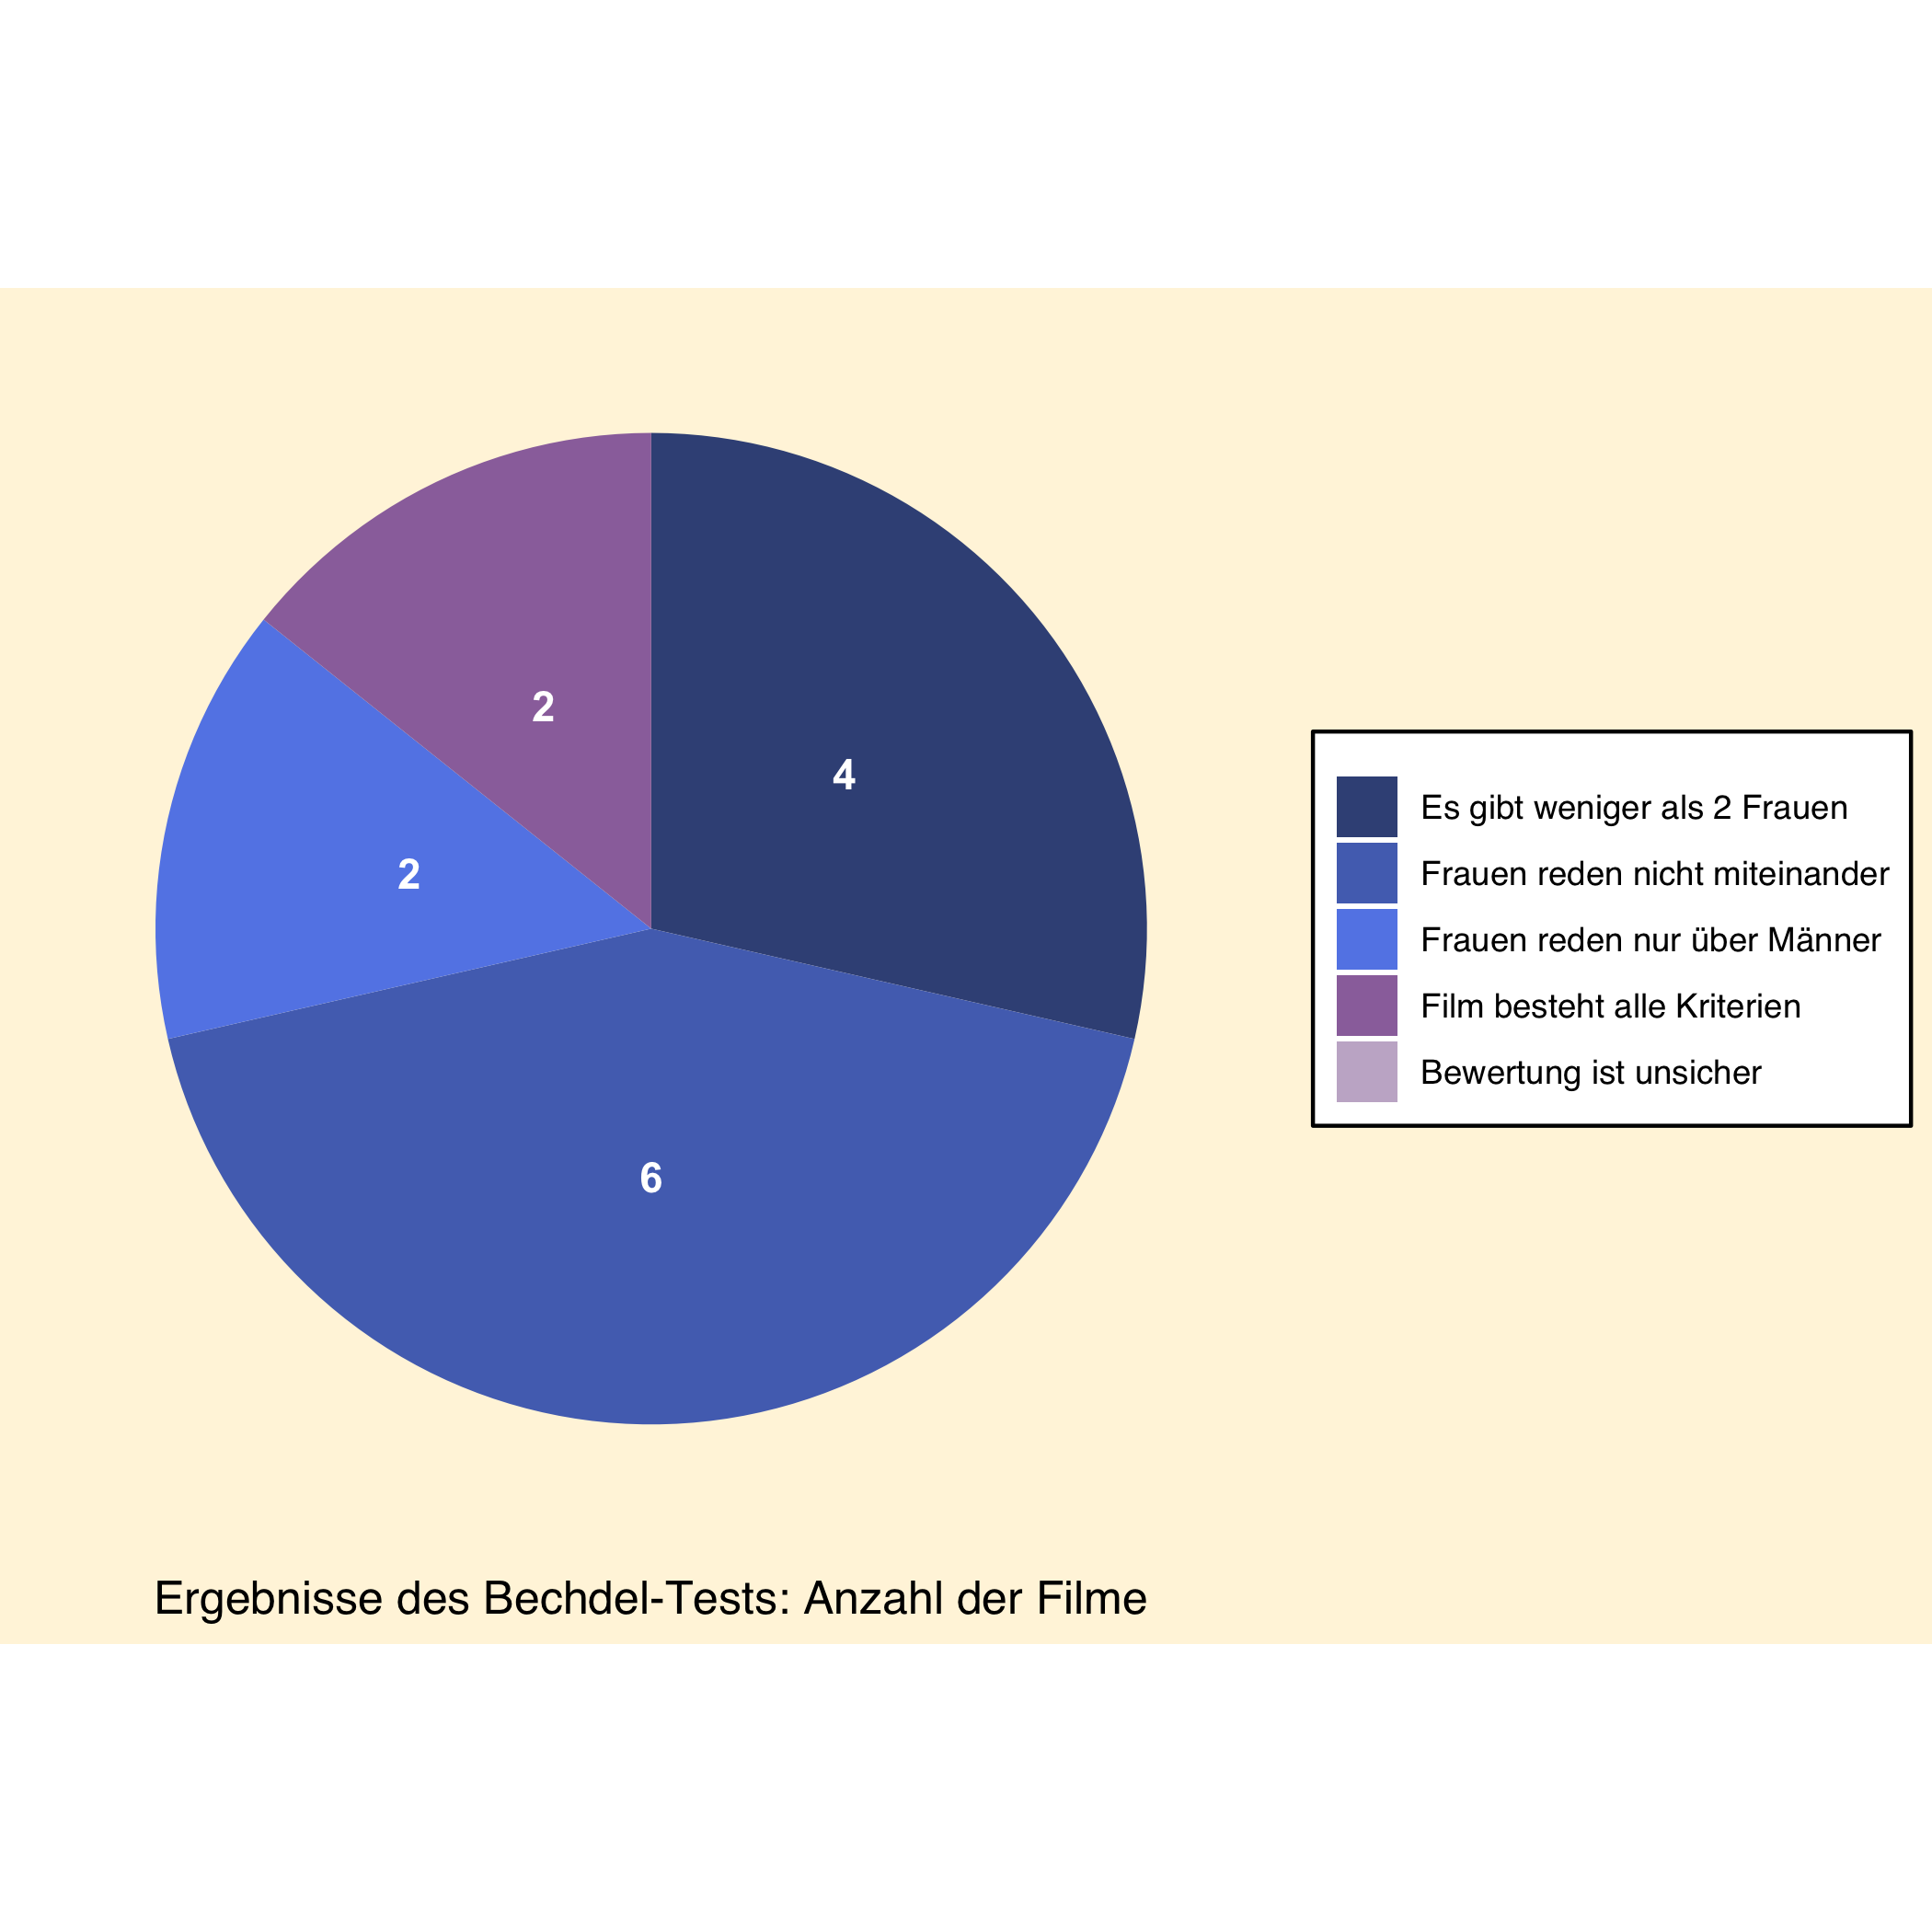 2
4
2
6
Es gibt weniger als 2 Frauen
Frauen reden nicht miteinander
Frauen reden nur über Männer
Film besteht alle Kriterien
Bewertung ist unsicher
Ergebnisse des Bechdel-Tests: Anzahl der Filme